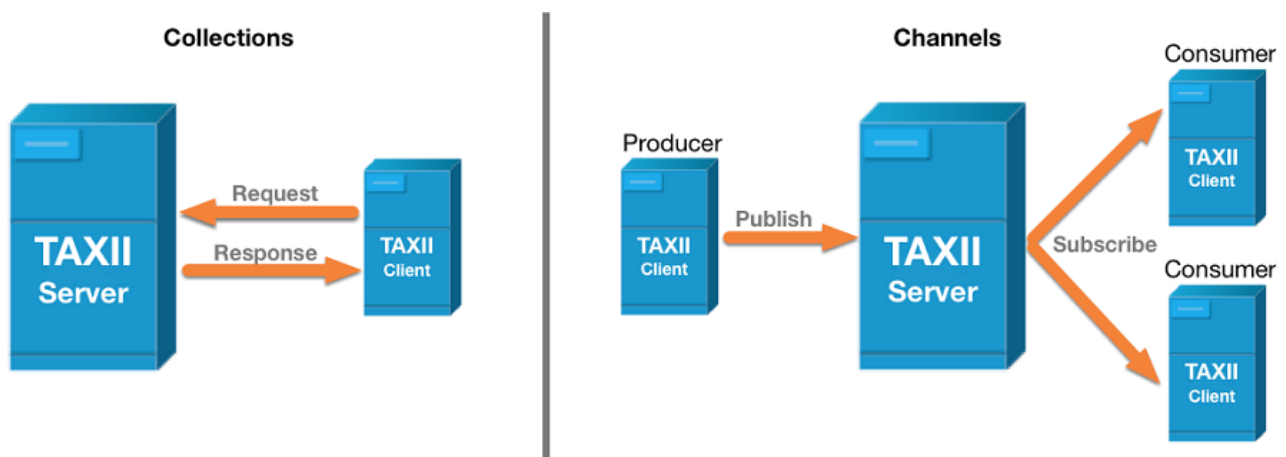 Collections
TAXII
Server
Request
Response
TAXII
Client
Channels
Producer
TAXII
Client
Publish
TAXII
Server
Subscribe
Consumer
TAXII
Client
Consumer
TAXII
Client